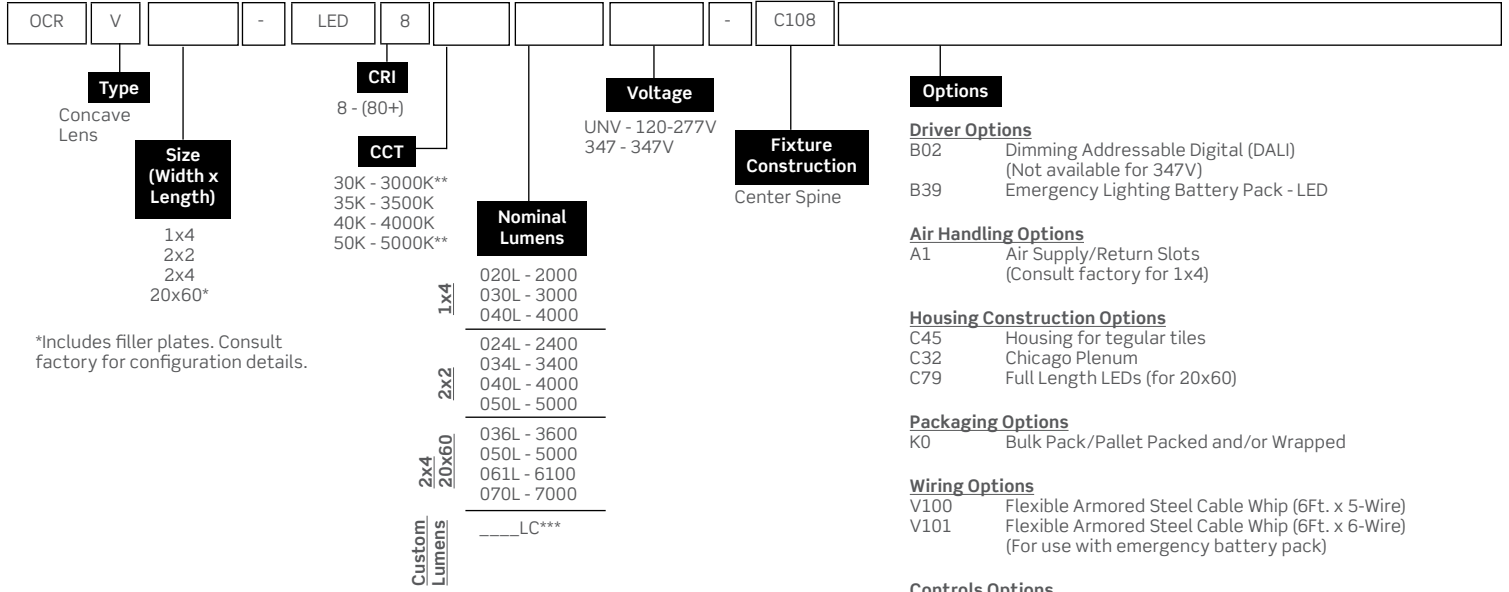 OCR V - LED 8 - C108
Type
Concave
Lens
Size
(Width x
Length)
1x4
2x2
2x4
20x60*
*Includes filler plates. Consult
factory for configuration details.
CRI
8 - (80+)
CCT
30K - 3000K**
35K - 3500K
40K - 4000K
50K - 5000K**
Nominal
Lumens
1x4
020L - 2000
030L - 3000
040L - 4000
2x2
024L - 2400
034L - 3400
040L - 4000
050L - 5000
2x4
20x60
036L - 3600
050L - 5000
061L - 6100
070L - 7000
Custom
Lumens
____LC***
Voltage
UNV - 120-277V
347 - 347V
Fixture
Construction
Center Spine
Options
Driver Options
B02 Dimming Addressable Digital (DALI)
(Not available for 347V)
B39 Emergency Lighting Battery Pack - LED
Air Handling Options
A1 Air Supply/Return Slots
(Consult factory for 1x4)
Housing Construction Options
C45 Housing for tegular tiles
C32 Chicago Plenum
C79 Full Length LEDs (for 20x60)
Packaging Options
K0 Bulk Pack/Pallet Packed and/or Wrapped
Wiring Options
V100 Flexible Armored Steel Cable Whip (6Ft. x 5-Wire)
V101 Flexible Armored Steel Cable Whip (6Ft. x 6-Wire)
(For use with emergency battery pack)
Controls Options